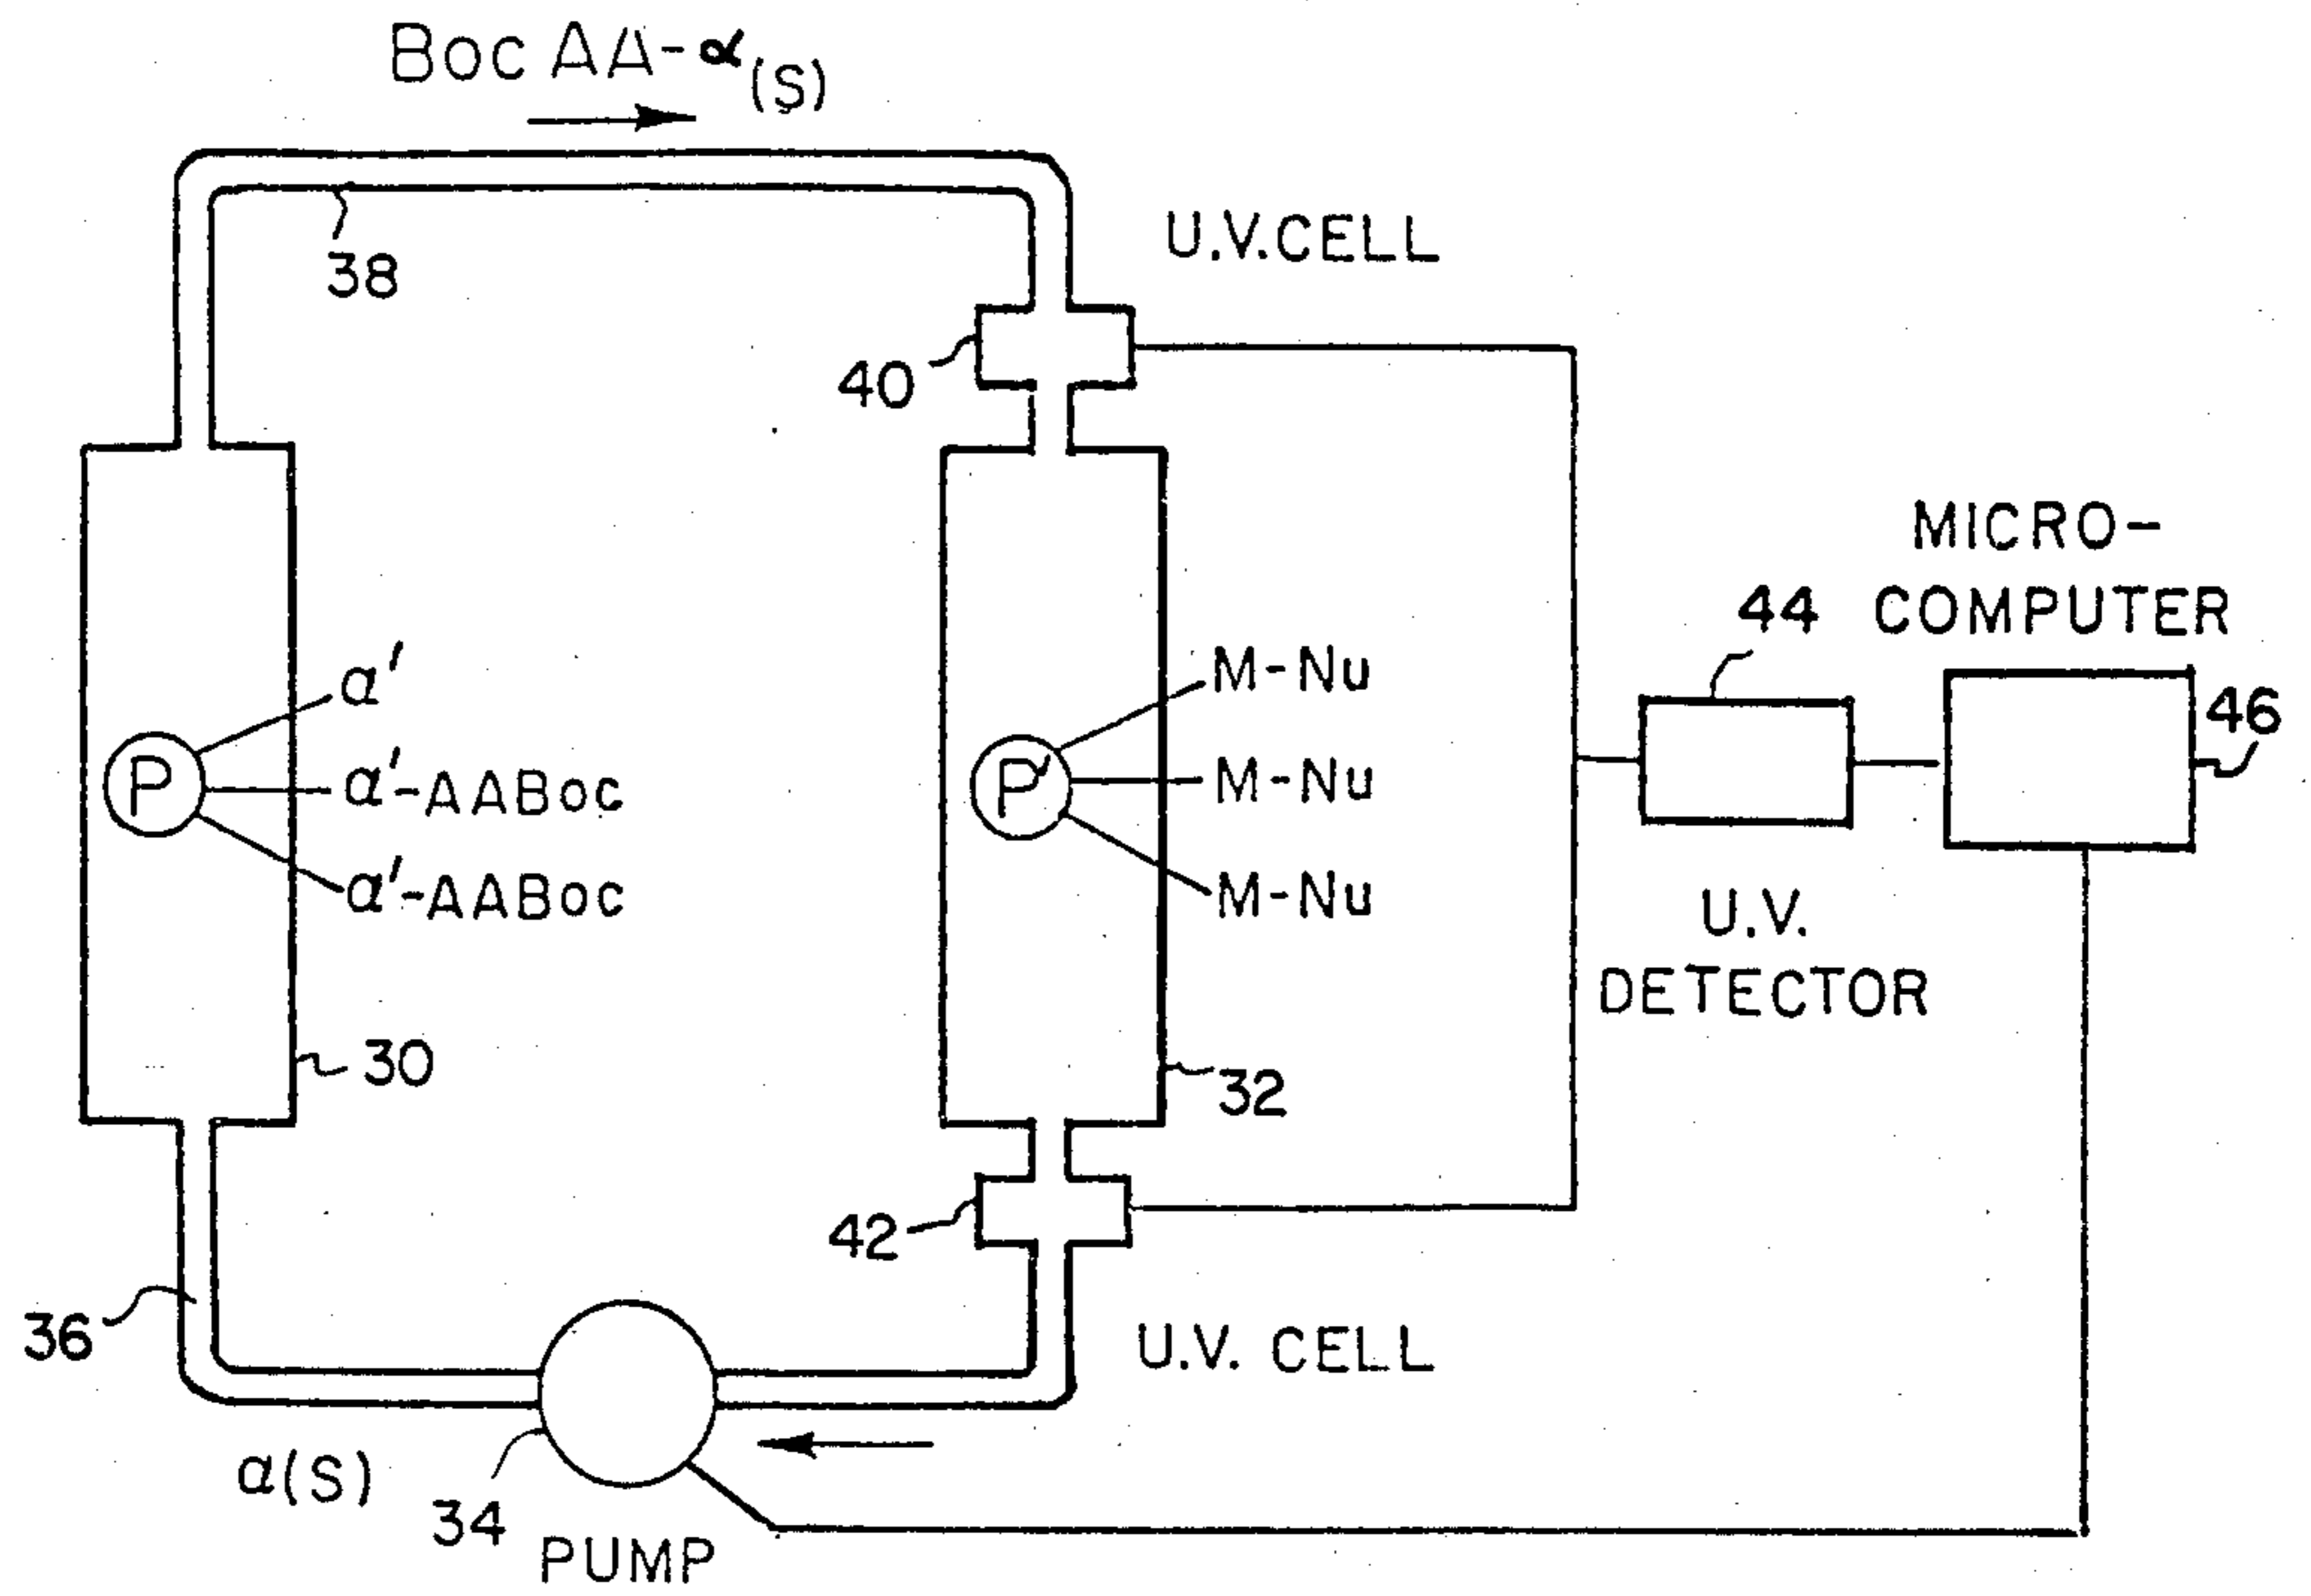 Boc AA-α(S)
38
U.V. CELL
40
MICRO-
44 COMPUTER
α' M-Nu
46
P α'-AABoc P' M-Nu
α'-AABoc M-Nu
U.V.
DETECTOR
30
32
42
36
U.V. CELL
α(S)
34
PUMP